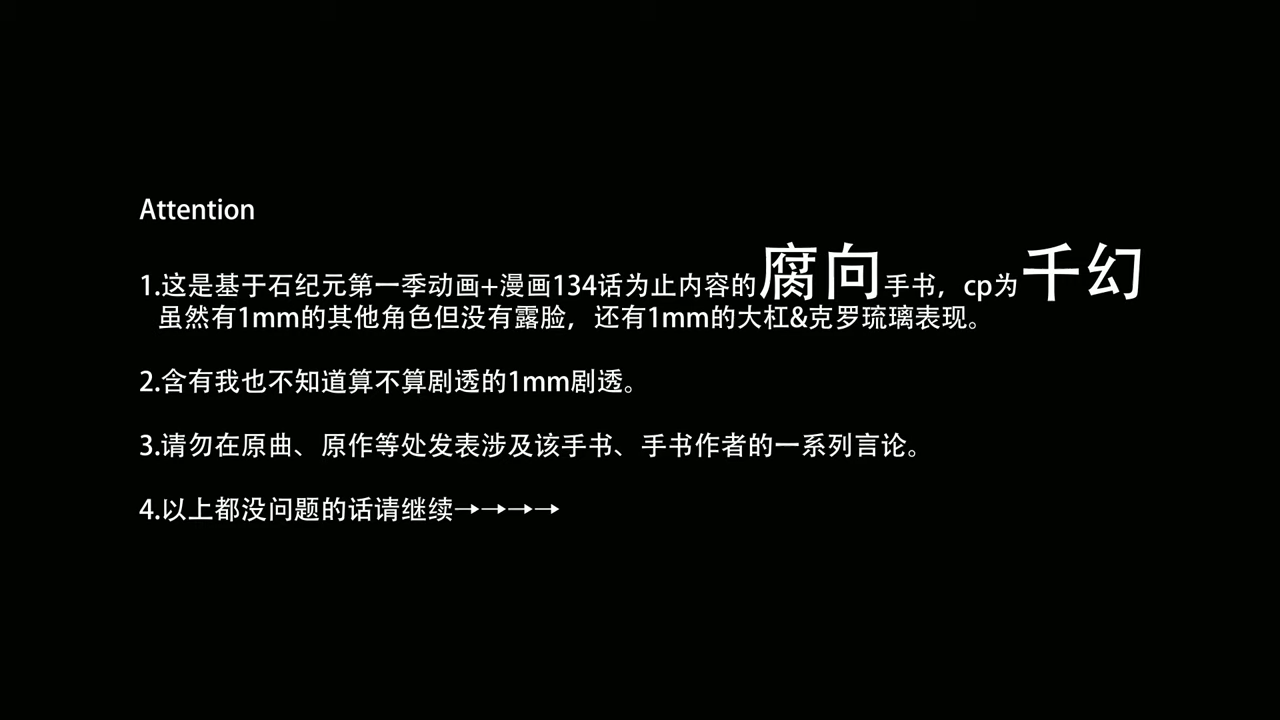 Attention
1.这是基于石纪元第一季动画+漫画134话为止内容的腐向手书，cp为千幻
虽然有1mm的其他角色但没有露脸，还有1mm的大杠&克罗琉璃表现。
2.含有我也不知道算不算剧透的1mm剧透。
3.请勿在原曲、原作等处发表涉及该手书、手书作者的一系列言论。
4.以上都没问题的话请继续→→→→